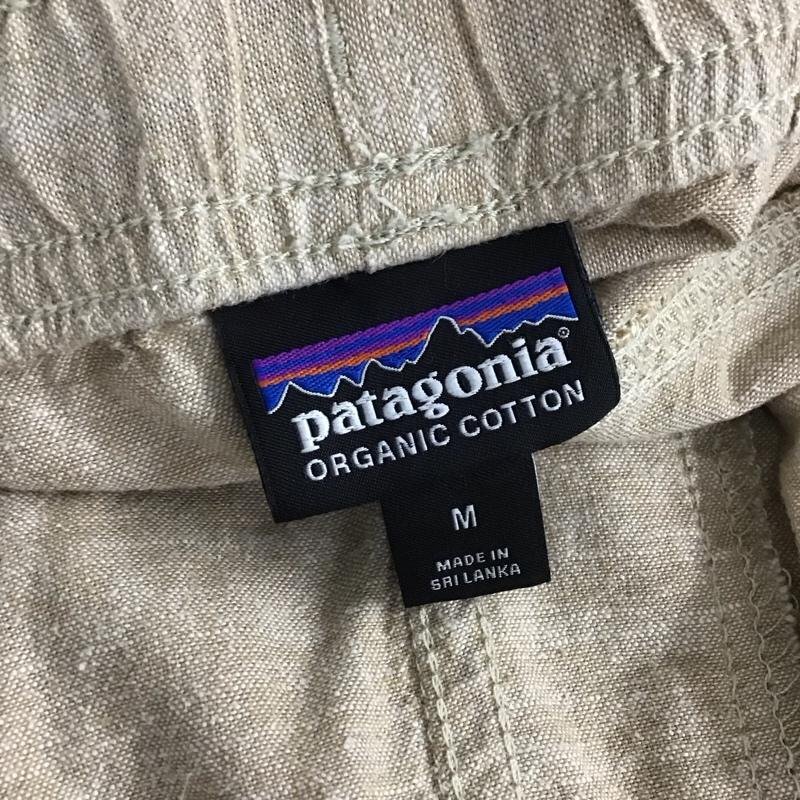 patagonia®
ORGANIC COTTON
M
MADE IN
SRI LANKA